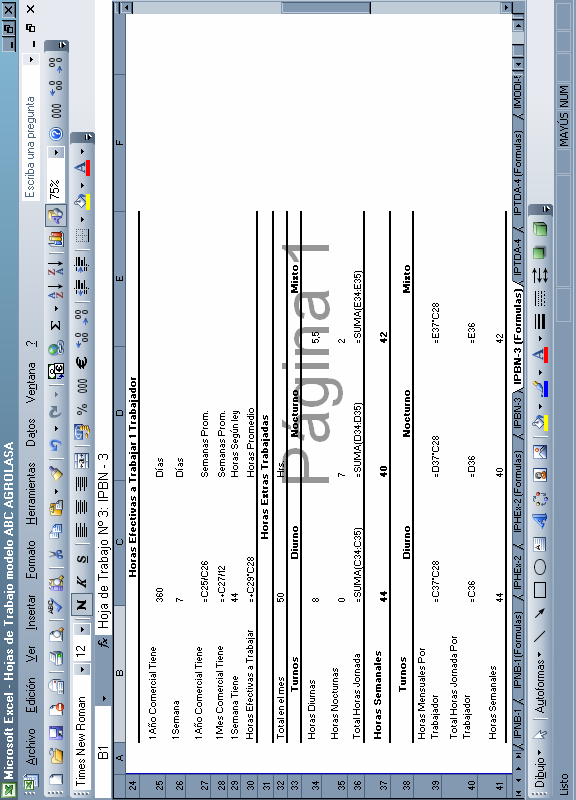 Microsoft Excel - Hojas de Trabajo modelo ABC AGROLASA
Archivo Edición Ver Insertar Formato Herramientas Datos Ventana ?
Escriba una pregunta
75%
Times New Roman 12 N K S % € 000
B1 fx Hoja de Trabajo Nº 3: IPBN - 3
A B C D E F
24 Horas Efectivas a Trabajar 1 Trabajador
25 1Año Comercial Tiene 360 Días
26 1Semana 7 Días
27 1Año Comercial Tiene =C25/C26 Semanas Prom.
28 1Mes Comercial Tiene =+C27/12 Semanas Prom.
29 1Semana Tiene 44 Horas Según ley
30 Horas Efectivas a Trabajar =+C29*C28 Horas Promedio
31 Horas Extras Trabajadas
32 Total en el mes 50 Hrs.
33 Turnos Diurno Nocturno Mixto
34 Horas Diurnas 8 5,5
35 Horas Nocturnas 0 7 2
36 Total Horas Jornada =SUMA(C34:C35) =SUMA(D34:D35) =SUMA(E34:E35)
37 Horas Semanales 44 40 42
38 Turnos Diurno Nocturno Mixto
39 Horas Mensuales Por Trabajador =C37*C28 =D37*C28 =E37*C28
40 Total Horas Jornada Por Trabajador =C36 =D36 =E36
41 Horas Semanales 44 40 42
Página 1
IPNB-1 IPNB-1 (Formulas) IPHEx-2 IPHEx-2 (Formulas) IPBN-3 IPBN-3 (Formulas) IPTDA-4 IPTDA-4 (Formulas)
Dibujo Autoformas
Listo MAYÚS NUM